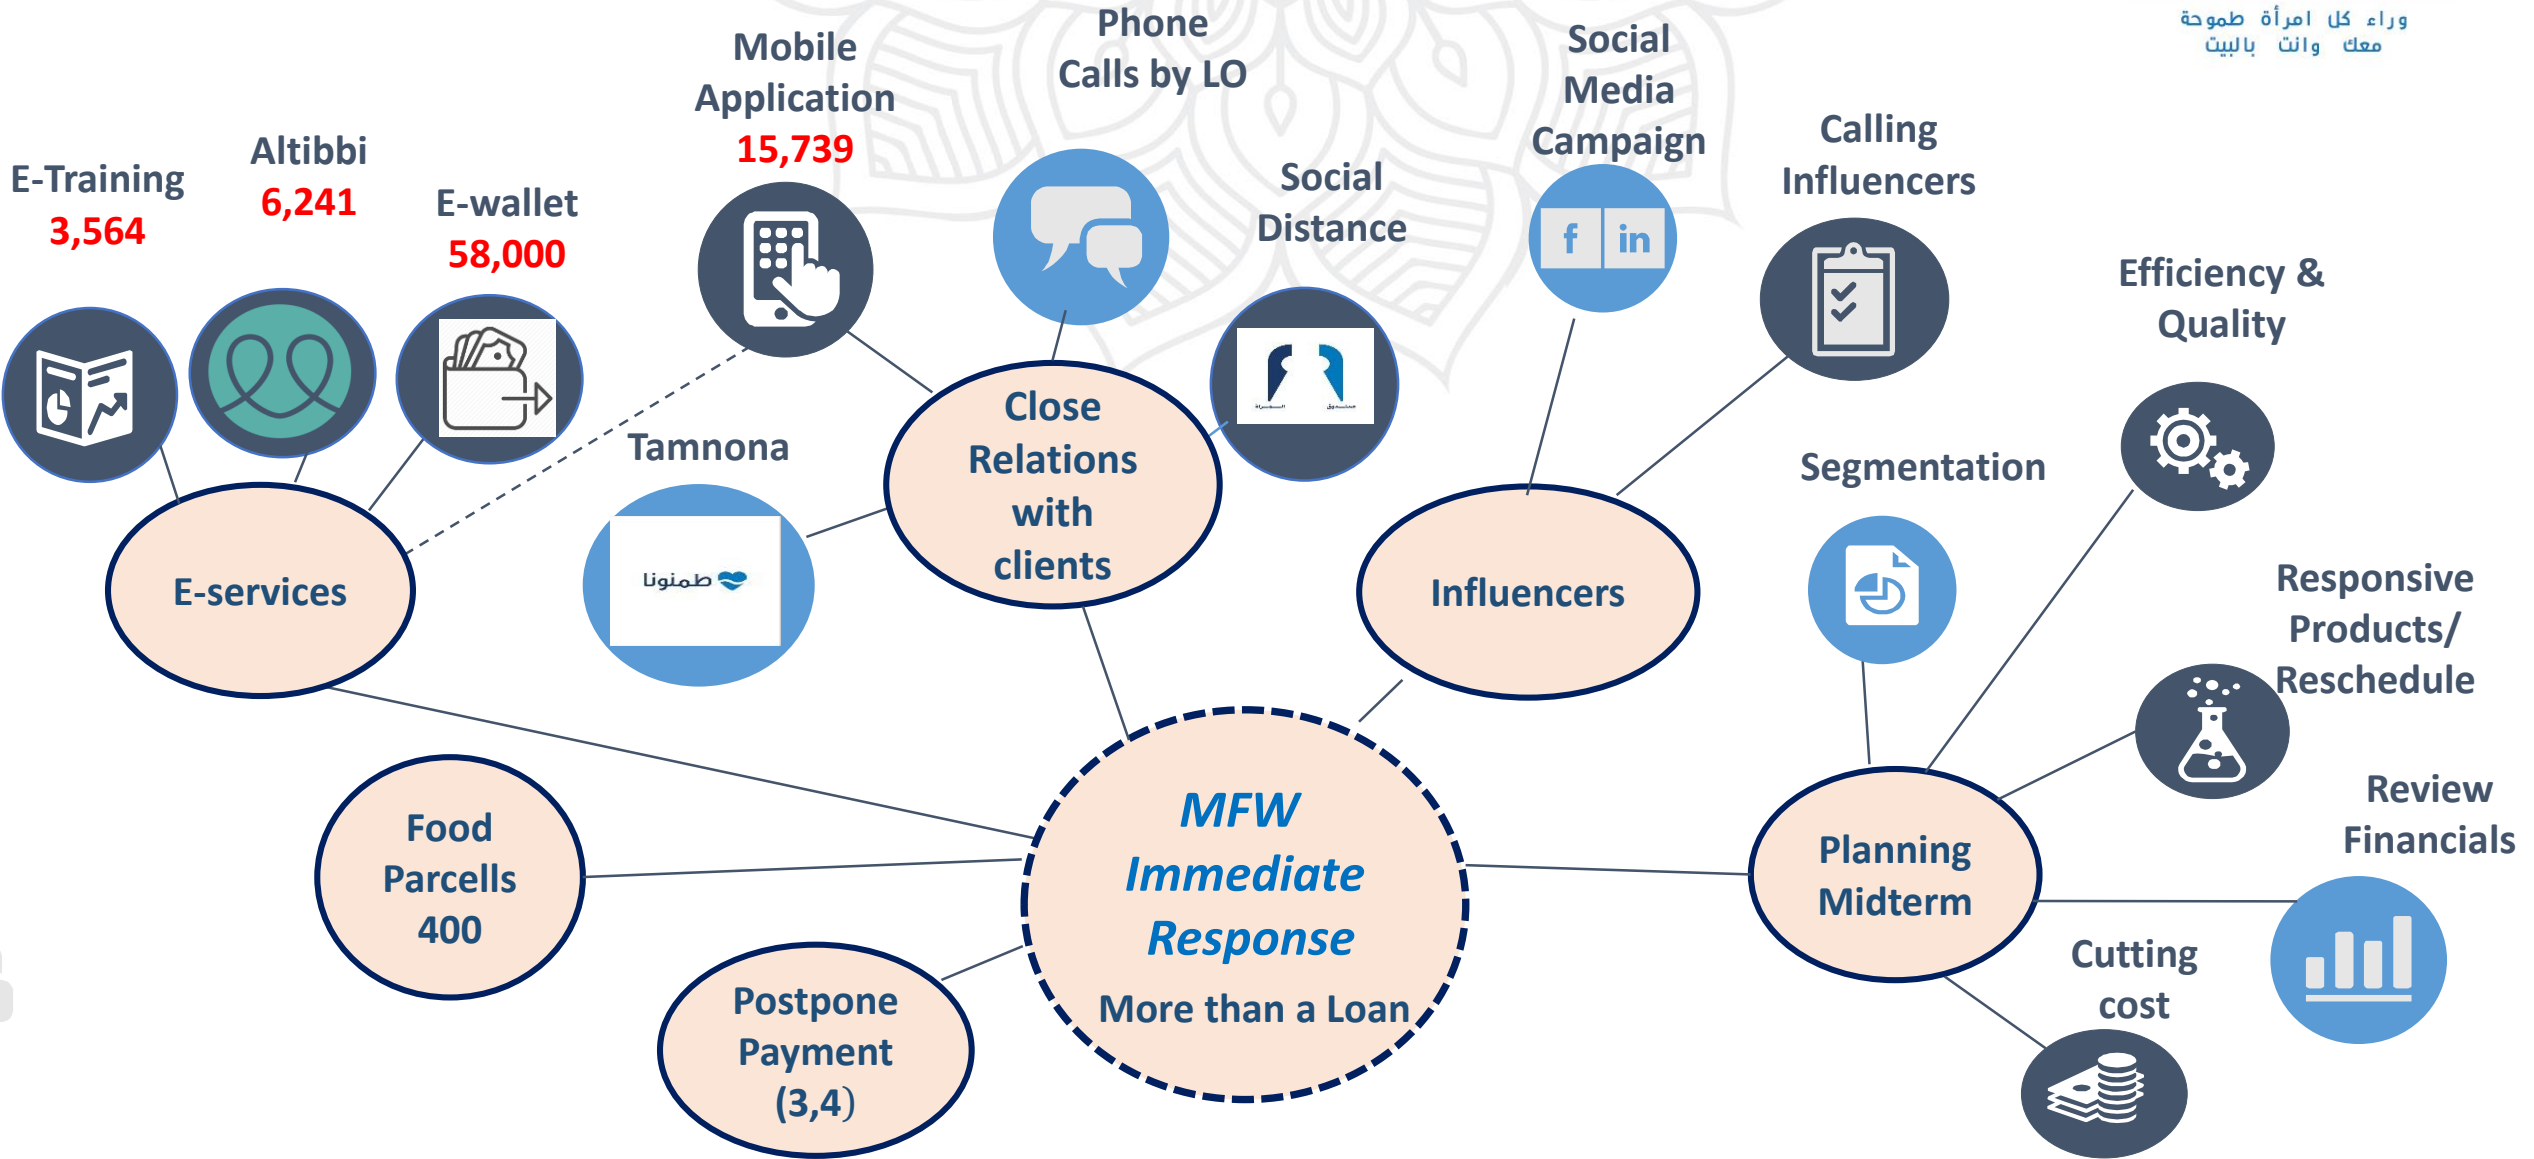 وراء كل امرأة طموحة
معك وانت بالبيت
Phone
Calls by LO
Mobile
Application
15,739
Social
Media
Campaign
Altibbi
6,241
E-Training
3,564
E-wallet
58,000
Social
Distance
Calling
Influencers
Efficiency &
Quality
f in
صندوق المرأة
Tamnona
طمنونا
Close
Relations
with
clients
Segmentation
E-services
Influencers
Responsive
Products/
Reschedule
Food
Parcells
400
MFW
Immediate
Response
More than a Loan
Planning
Midterm
Review
Financials
Postpone
Payment
(3,4)
Cutting
cost